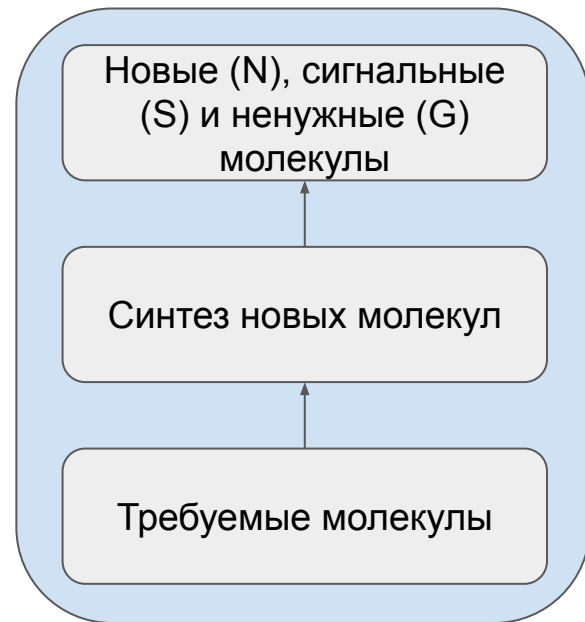 Новые (N), сигнальные
(S) и ненужные (G)
молекулы
Синтез новых молекул
Требуемые молекулы